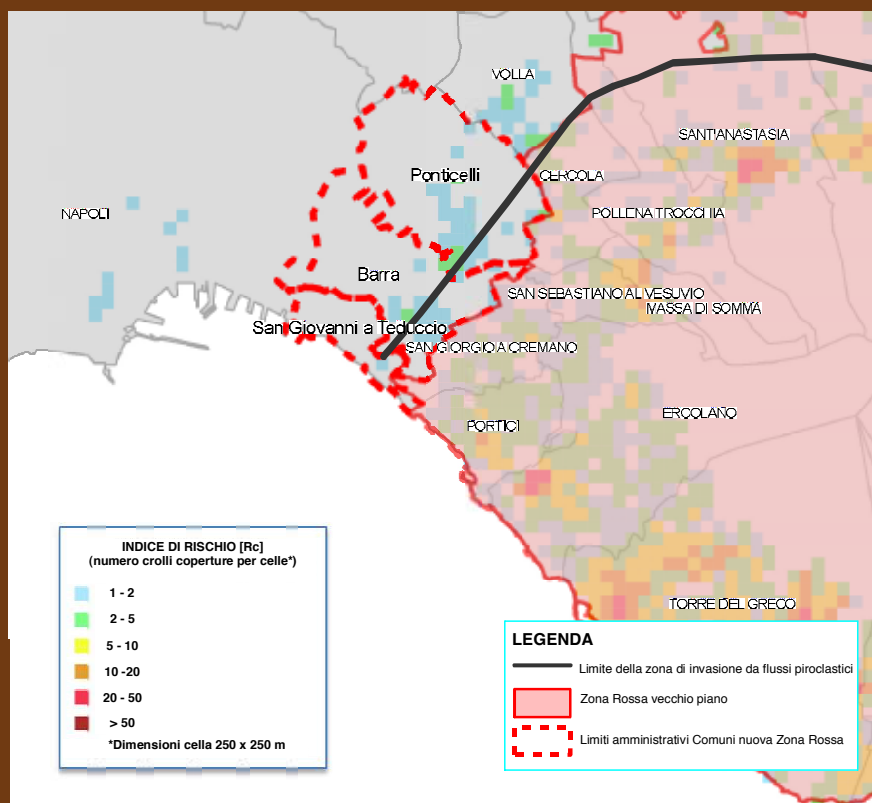 VOLLA
SANT'ANASTASIA
Ponticelli
CERCOLA
NAPOLI
POLLENA TROCCHIA
Barra
SAN SEBASTIANO AL VESUVIO
MASSA DI SOMMA
San Giovanni a Teduccio
SAN GIORGIO A CREMANO
ERCOLANO
PORTICI
TORRE DEL GRECO
INDICE DI RISCHIO [Rc]
(numero crolli coperture per celle*)
1 - 2
2 - 5
5 - 10
10 -20
20 - 50
> 50
*Dimensioni cella 250 x 250 m
LEGENDA
Limite della zona di invasione da flussi piroclastici
Zona Rossa vecchio piano
Limiti amministrativi Comuni nuova Zona Rossa